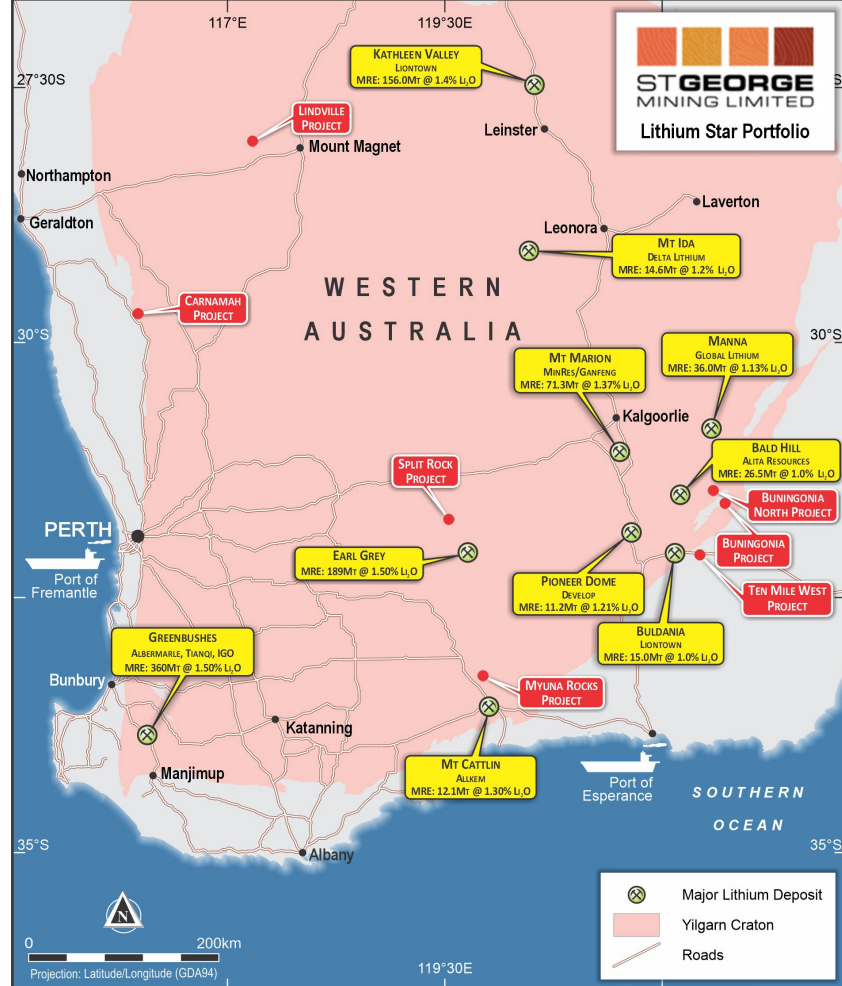 117°E
119°30E
ST GEORGE
MINING LIMITED
Lithium Star Portfolio
27°30S
KATHLEEN VALLEY
LIONTOWN
MRE: 156.0MT @ 1.4% Li₂O
LINDVILLE
PROJECT
Leinster
Mount Magnet
Northampton
Geraldton
Laverton
Leonora
MT IDA
DELTA LITHIUM
MRE: 14.6MT @ 1.2% Li₂O
WESTERN
AUSTRALIA
CARNAMAH
PROJECT
30°S
30°S
MANNA
GLOBAL LITHIUM
MRE: 36.0MT @ 1.13% Li₂O
MT MARION
MINRES/GANFENG
MRE: 71.3MT @ 1.37% Li₂O
Kalgoorlie
BALD HILL
ALITA RESOURCES
MRE: 26.5MT @ 1.0% Li₂O
SPLIT ROCK
PROJECT
BUNINGONIA
NORTH PROJECT
PERTH
Port of
Fremantle
EARL GREY
MRE: 189MT @ 1.50% Li₂O
BUNINGONIA
PROJECT
PIONEER DOME
DEVELOP
MRE: 11.2MT @ 1.21% Li₂O
TEN MILE WEST
PROJECT
GREENBUSHES
ALBERMARLE, TIANQI, IGO
MRE: 360MT @ 1.50% Li₂O
BULDANIA
LIONTOWN
MRE: 15.0MT @ 1.0% Li₂O
Bunbury
MYUNA ROCKS
PROJECT
Katanning
Manjimup
MT CATTLIN
ALLKEM
MRE: 12.1MT @ 1.30% Li₂O
Port of
Esperance
SOUTHERN
OCEAN
35°S
35°S
Albany
N
0 200km
Projection: Latitude/Longitude (GDA94)
119°30E
Major Lithium Deposit
Yilgarn Craton
Roads